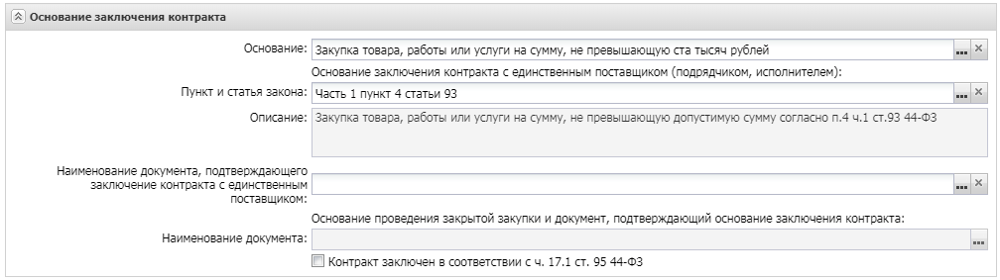 Основание заключения контракта
Основание: Закупка товара, работы или услуги на сумму, не превышающую ста тысяч рублей
Основание заключения контракта с единственным поставщиком (подрядчиком, исполнителем):
Пункт и статья закона: Часть 1 пункт 4 статьи 93
Описание: Закупка товара, работы или услуги на сумму, не превышающую допустимую сумму согласно п.4 ч.1 ст.93 44-ФЗ
Наименование документа, подтверждающего
заключение контракта с единственным
поставщиком:
Основание проведения закрытой закупки и документ, подтверждающий основание заключения контракта:
Наименование документа:
Контракт заключен в соответствии с ч. 17.1 ст. 95 44-ФЗ